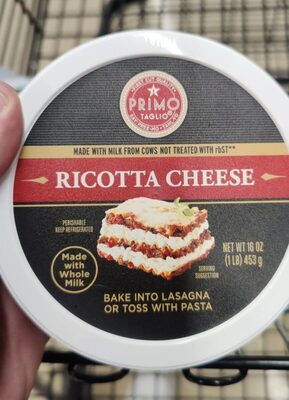 PRIMO
TAGLIO
MADE WITH MILK FROM COWS NOT TREATED WITH rbST**
RICOTTA CHEESE
PERISHABLE
KEEP REFRIGERATED
Made
with
Whole
Milk
NET WT 16 OZ
(1 LB) 453 g
SERVING
SUGGESTION
BAKE INTO LASAGNA
OR TOSS WITH PASTA